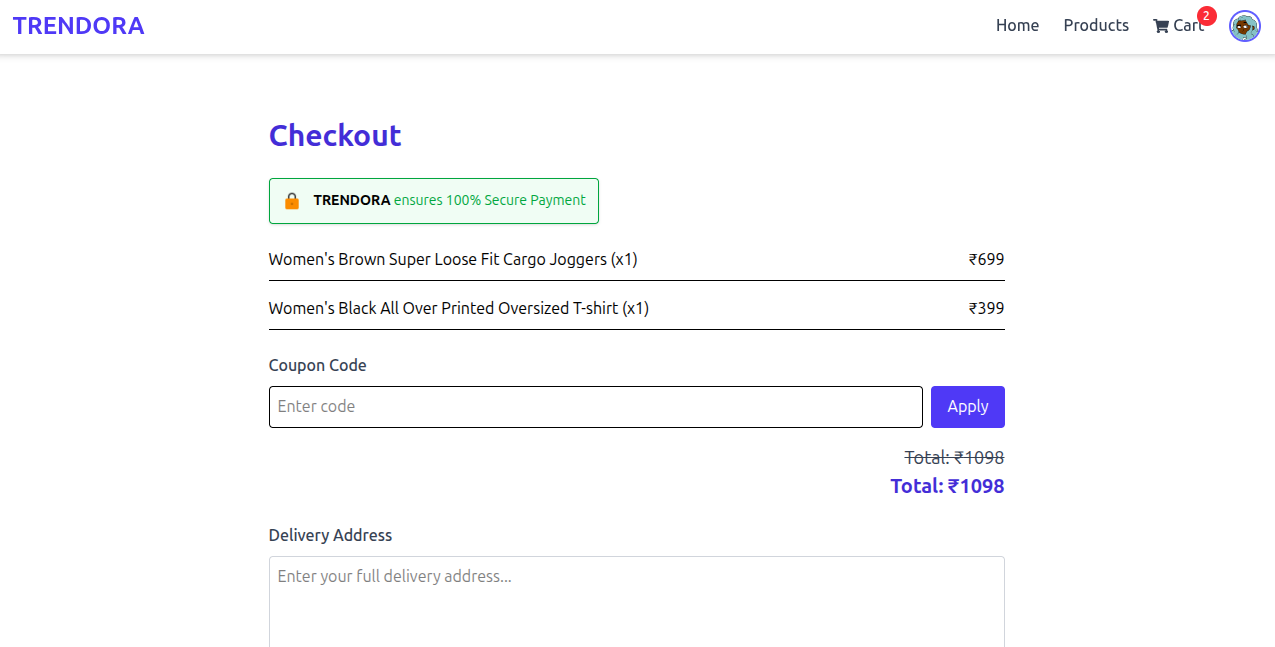 TRENDORA
Home Products Cart 2
Checkout
TRENDORA ensures 100% Secure Payment
Women's Brown Super Loose Fit Cargo Joggers (x1) ₹699
Women's Black All Over Printed Oversized T-shirt (x1) ₹399
Coupon Code
Enter code Apply
Total: ₹1098
Total: ₹1098
Delivery Address
Enter your full delivery address...